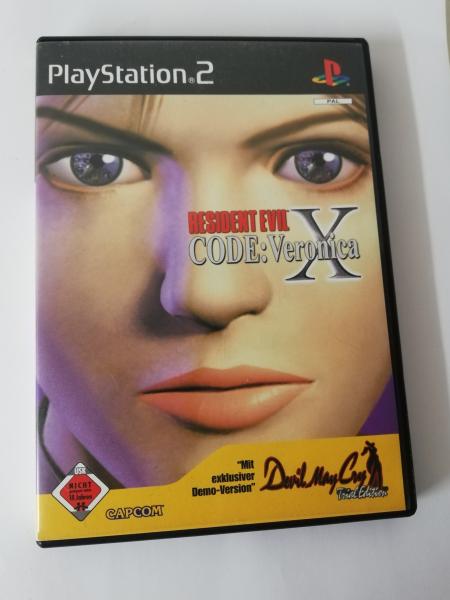 PlayStation®2
PAL
RESIDENT EVIL
CODE:Veronica X
USK
NICHT
18 Jahren
CAPCOM
"Mit
exklusiver
Demo-Version"
Devil May Cry
Trial Edition